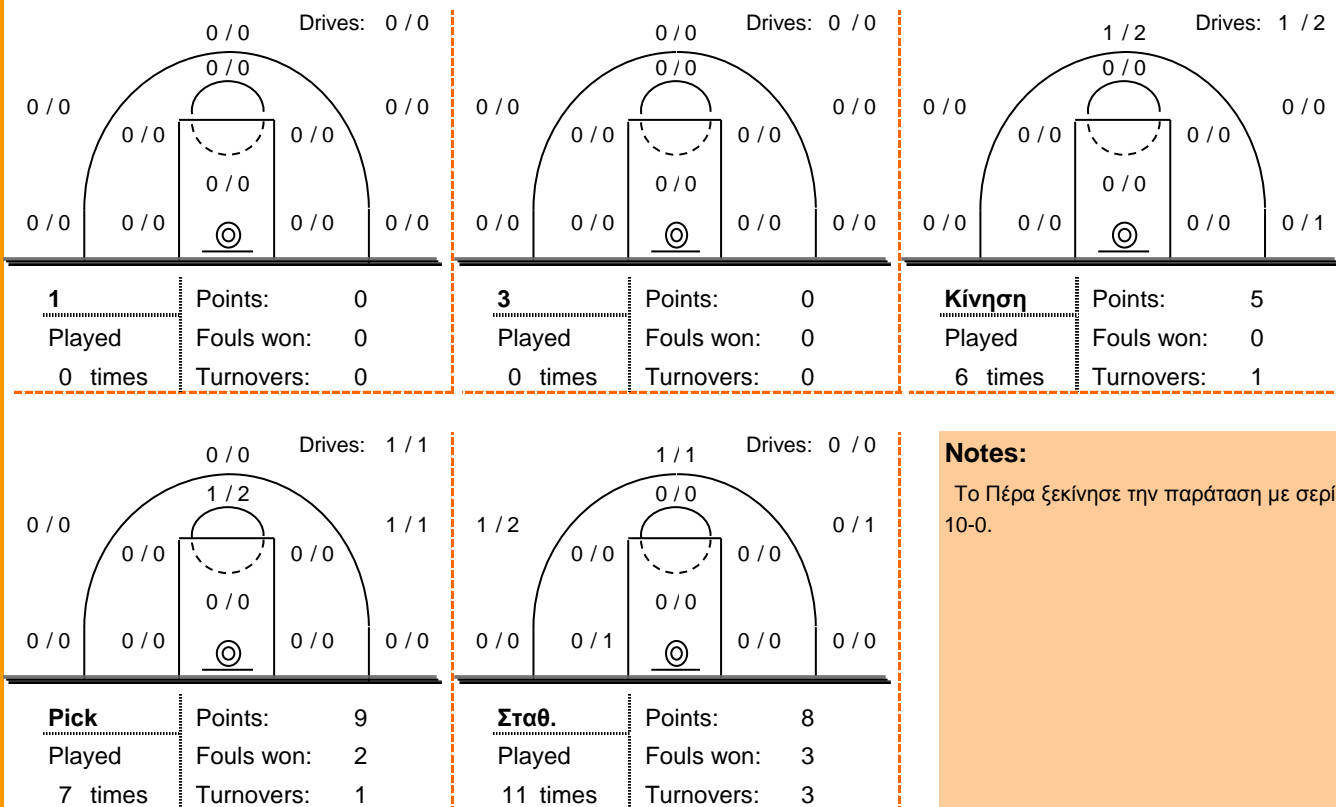 0 / 0 Drives: 0 / 0
0 / 0
0 / 0 0 / 0
0 / 0 0 / 0
0 / 0
0 / 0 0 / 0 0 / 0 0 / 0
1 Points: 0
Played Fouls won: 0
0 times Turnovers: 0
0 / 0 Drives: 0 / 0
0 / 0
0 / 0 0 / 0
0 / 0 0 / 0
0 / 0
0 / 0 0 / 0 0 / 0 0 / 0
3 Points: 0
Played Fouls won: 0
0 times Turnovers: 0
1 / 2 Drives: 1 / 2
0 / 0
0 / 0 0 / 0
0 / 0 0 / 0
0 / 0
0 / 0 0 / 0 0 / 0 0 / 1
Κίνηση Points: 5
Played Fouls won: 0
6 times Turnovers: 1
0 / 0 Drives: 1 / 1
1 / 2
0 / 0 1 / 1
0 / 0 0 / 0
0 / 0
0 / 0 0 / 0 0 / 0 0 / 0
Pick Points: 9
Played Fouls won: 2
7 times Turnovers: 1
1 / 1 Drives: 0 / 0
0 / 0
1 / 2 0 / 1
0 / 0 0 / 0
0 / 0
0 / 0 0 / 1 0 / 0 0 / 0
Σταθ. Points: 8
Played Fouls won: 3
11 times Turnovers: 3
Notes:
Το Πέρα ξεκίνησε την παράταση με σερί
10-0.